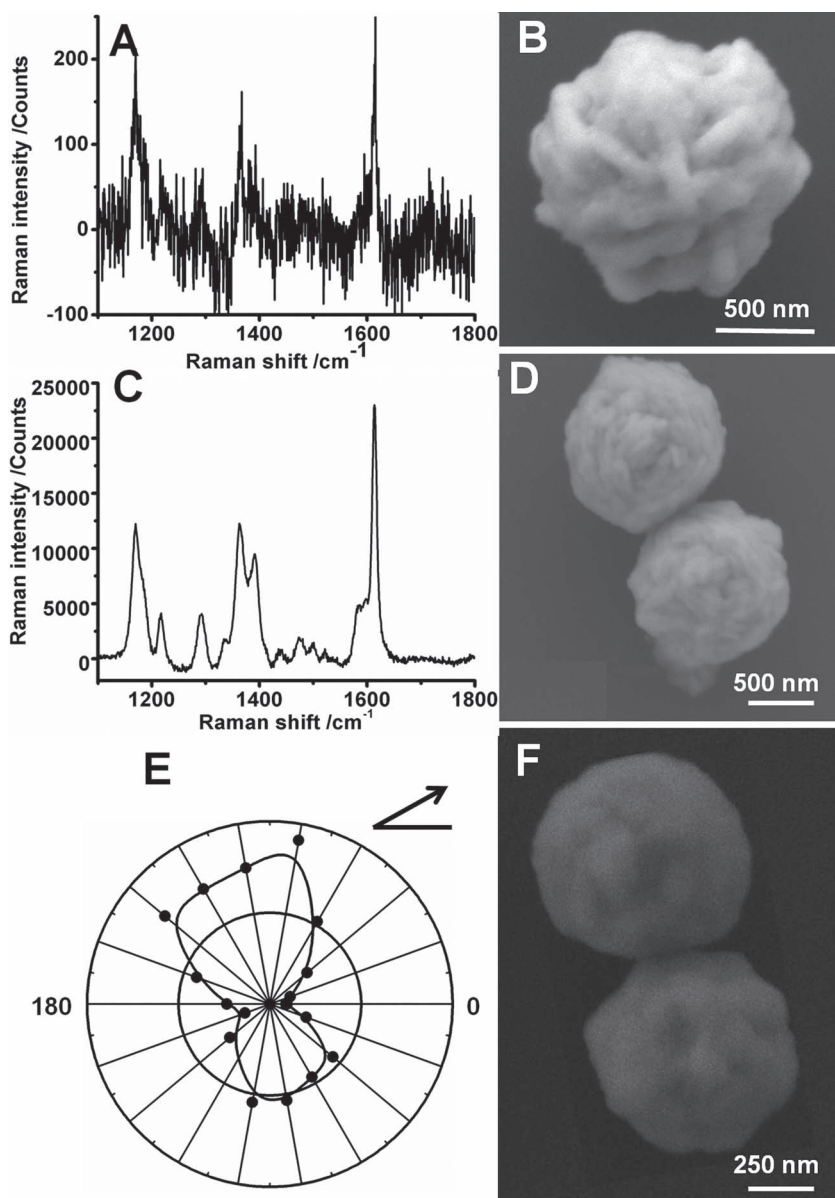 A
Raman intensity /Counts
200
100
0
-100
1200
1400
1600
1800
Raman shift /cm-1
B
500 nm
C
Raman intensity /Counts
25000
20000
15000
10000
5000
0
1200
1400
1600
1800
Raman shift /cm-1
D
500 nm
E
180
0
F
250 nm